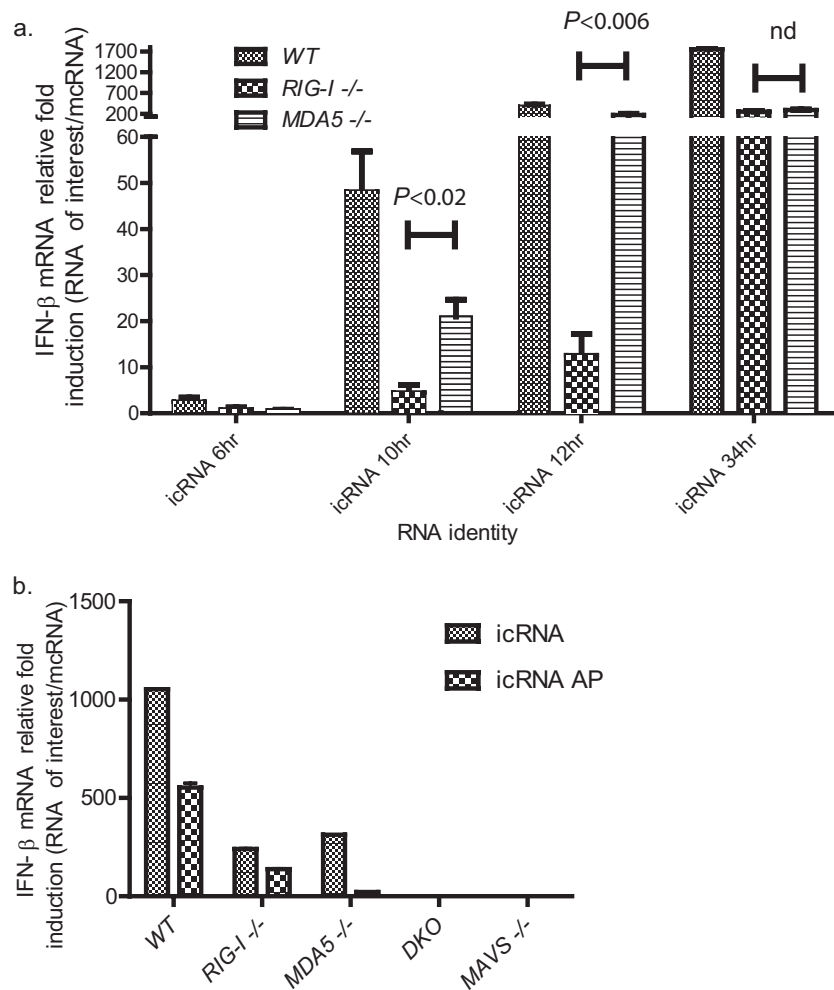 a.
IFN-β mRNA relative fold
induction (RNA of interest/mcRNA)
1700
1200
700
200
60
50
40
30
20
10
0
WT
RIG-I -/-
MDA5 -/-
P<0.02
P<0.006
nd
icRNA 6hr
icRNA 10hr
icRNA 12hr
icRNA 34hr
RNA identity
b.
IFN- β mRNA relative fold
induction (RNA of interest/mcRNA)
1500
1000
500
0
icRNA
icRNA AP
WT
RIG-I -/-
MDA5 -/-
DKO
MAVS -/-